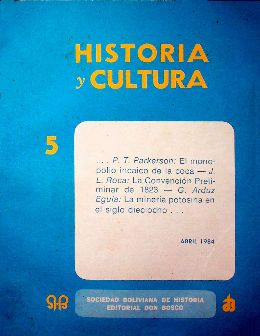 HISTORIA
y CULTURA
5
. . . P. T. Parkerson: El mono-
polio incaico de la coca — J.
L. Roca: La Convención Preli-
minar de 1823 — G. Arduz
Eguía: La minería potosina en
el siglo dieciocho . . .
ABRIL 1984
SOCIEDAD BOLIVIANA DE HISTORIA
EDITORIAL DON BOSCO